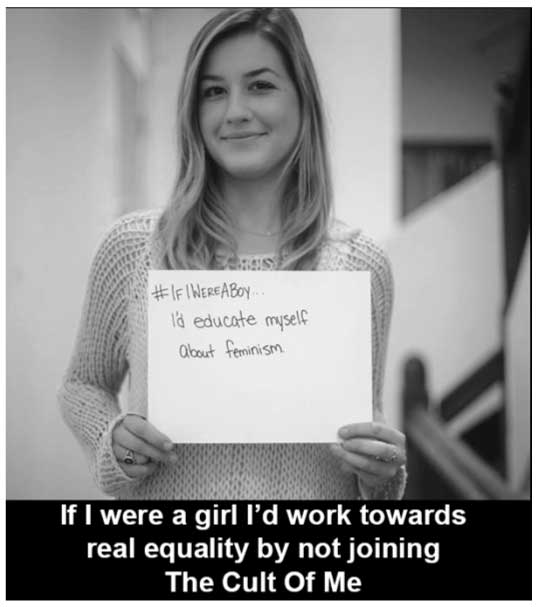 #IFIWEREABOY...
I'd educate myself
about feminism.
If I were a girl I'd work towards
real equality by not joining
The Cult Of Me